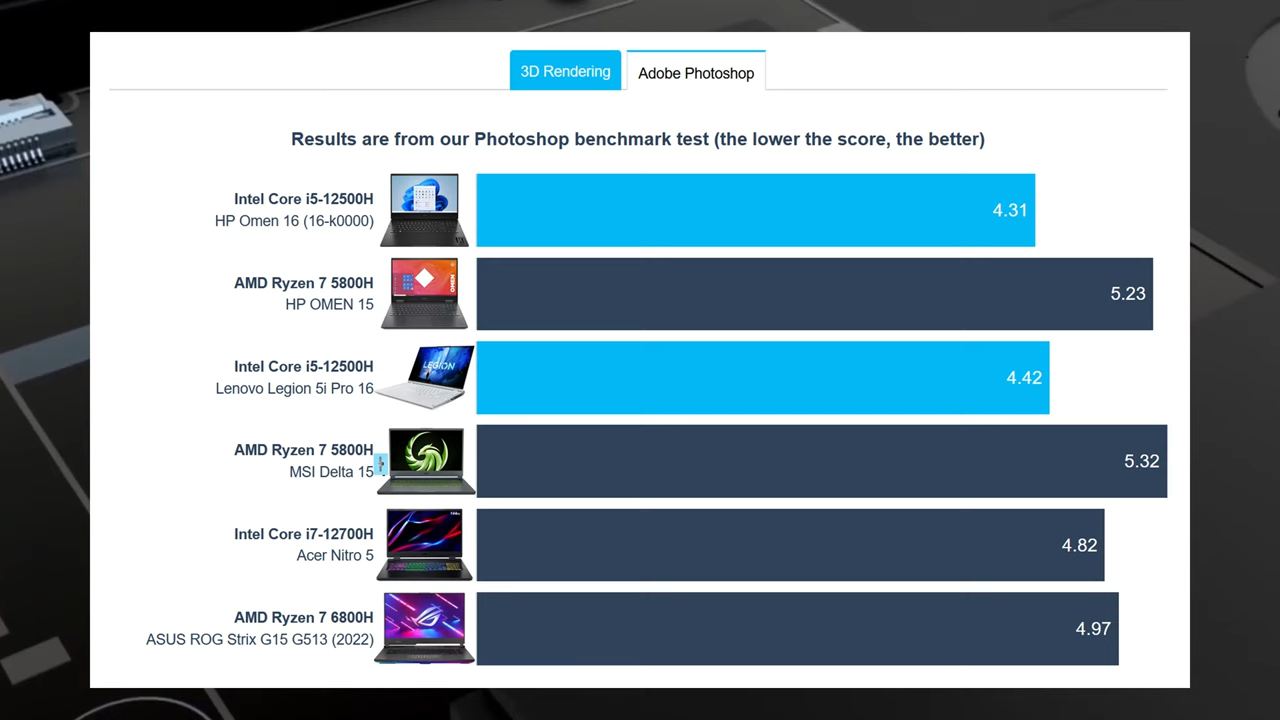 3D Rendering
Adobe Photoshop
Results are from our Photoshop benchmark test (the lower the score, the better)
Intel Core i5-12500H
HP Omen 16 (16-k0000)
4.31
AMD Ryzen 7 5800H
HP OMEN 15
OMEN
5.23
Intel Core i5-12500H
Lenovo Legion 5i Pro 16
LEGION
4.42
AMD Ryzen 7 5800H
MSI Delta 15
5.32
Intel Core i7-12700H
Acer Nitro 5
4.82
AMD Ryzen 7 6800H
ASUS ROG Strix G15 G513 (2022)
4.97